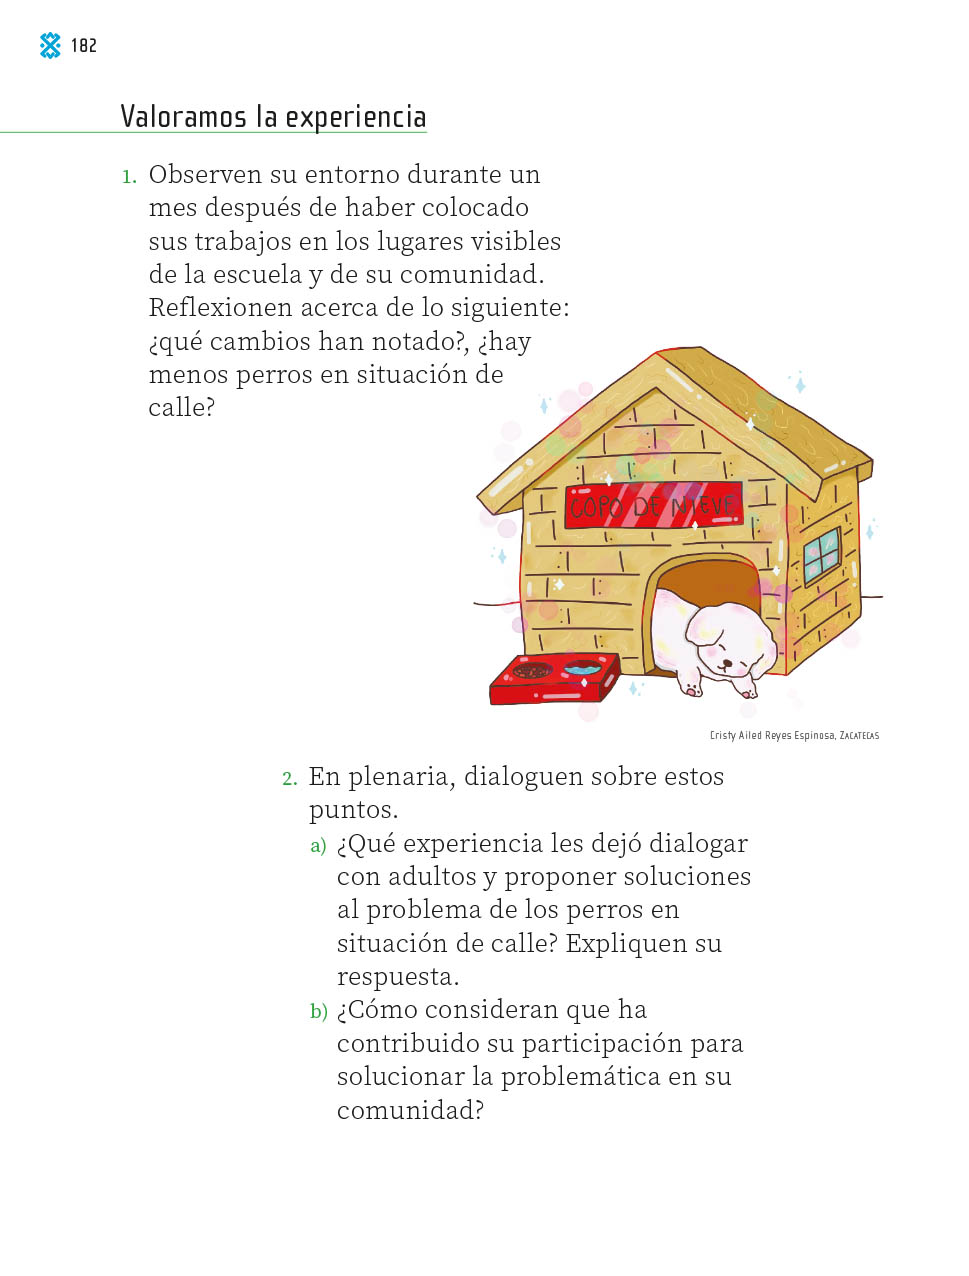 182
Valoramos la experiencia
1. Observen su entorno durante un
mes después de haber colocado
sus trabajos en los lugares visibles
de la escuela y de su comunidad.
Reflexionen acerca de lo siguiente:
¿qué cambios han notado?, ¿hay
menos perros en situación de
calle?
COPO DE NIEVE
Cristy Ailed Reyes Espinosa, ZACATECAS
2. En plenaria, dialoguen sobre estos
puntos.
a) ¿Qué experiencia les dejó dialogar
con adultos y proponer soluciones
al problema de los perros en
situación de calle? Expliquen su
respuesta.
b) ¿Cómo consideran que ha
contribuido su participación para
solucionar la problemática en su
comunidad?